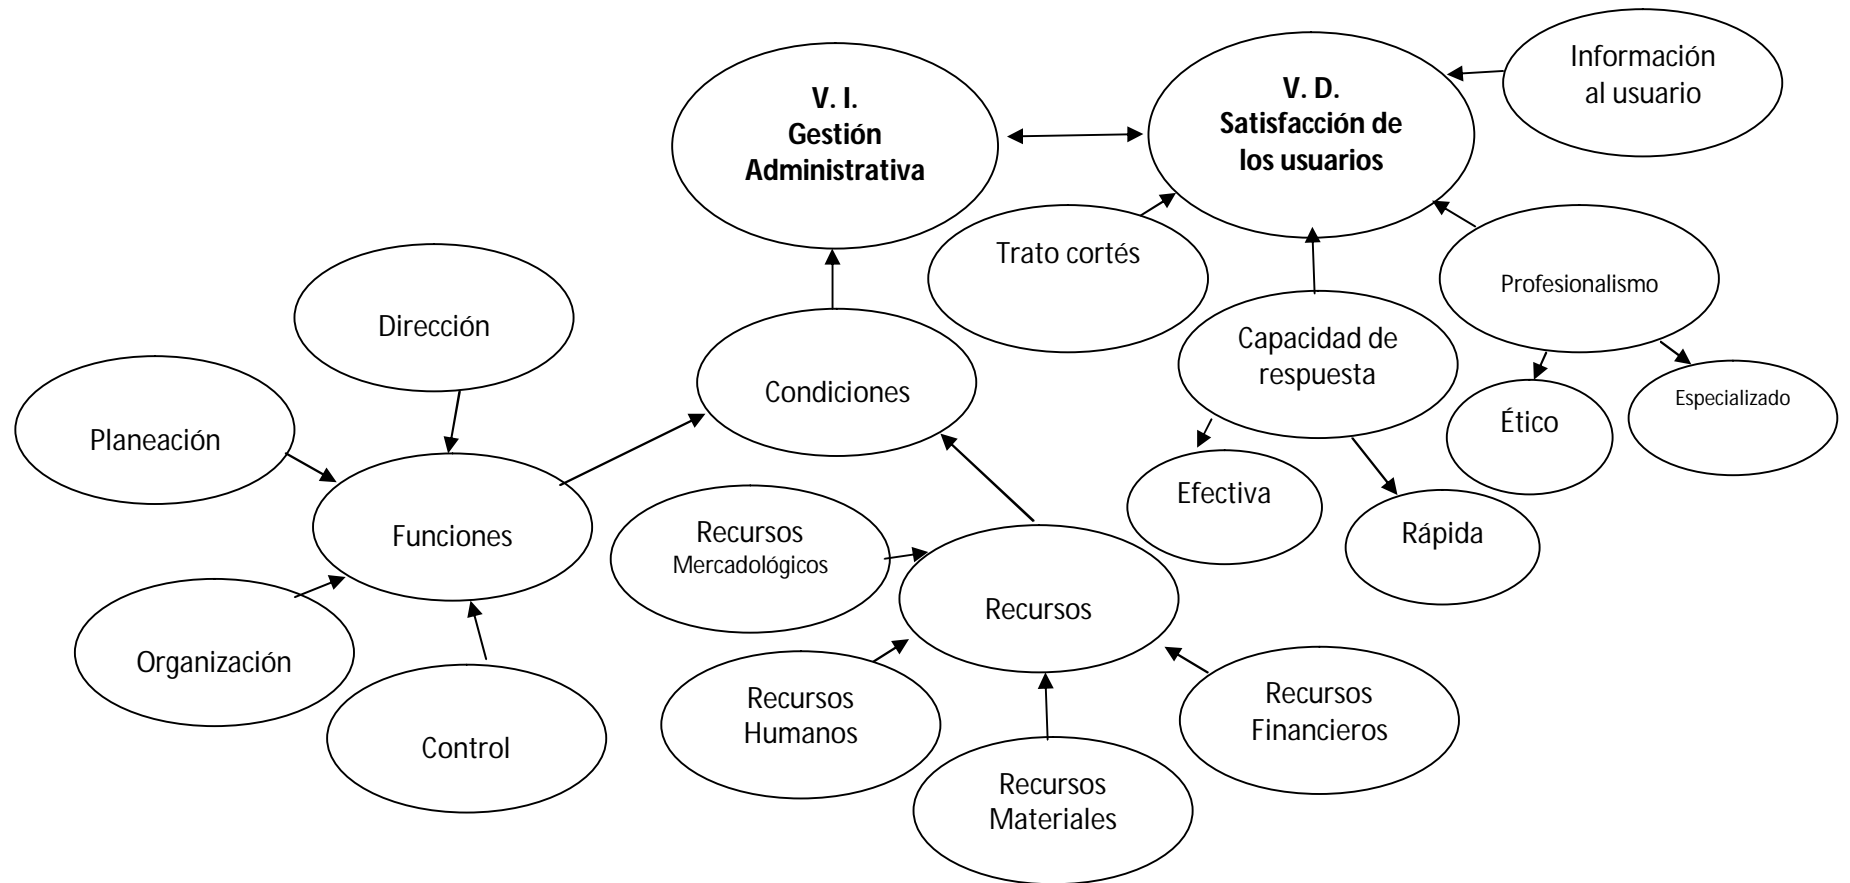 V. I.
Gestión
Administrativa
V. D.
Satisfacción de
los usuarios
Información
al usuario
Trato cortés
Profesionalismo
Dirección
Condiciones
Capacidad de
respuesta
Ético
Especializado
Planeación
Funciones
Efectiva
Rápida
Recursos
Mercadológicos
Recursos
Organización
Control
Recursos
Humanos
Recursos
Materiales
Recursos
Financieros